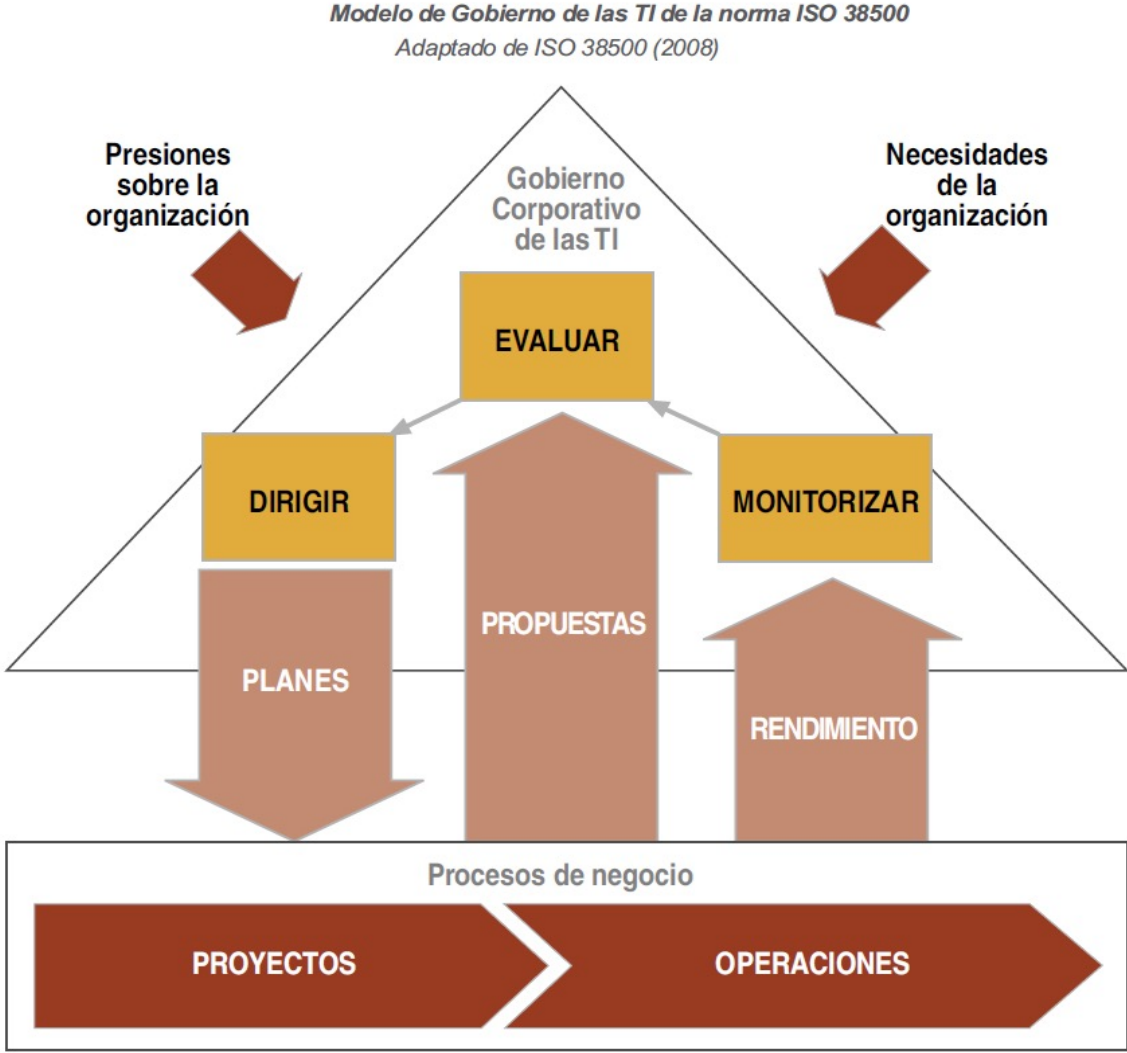 Modelo de Gobierno de las TI de la norma ISO 38500
Adaptado de ISO 38500 (2008)
Presiones
sobre la
organización
Necesidades
de la
organización
Gobierno
Corporativo
de las TI
EVALUAR
DIRIGIR
MONITORIZAR
PROPUESTAS
PLANES
RENDIMIENTO
Procesos de negocio
PROYECTOS
OPERACIONES